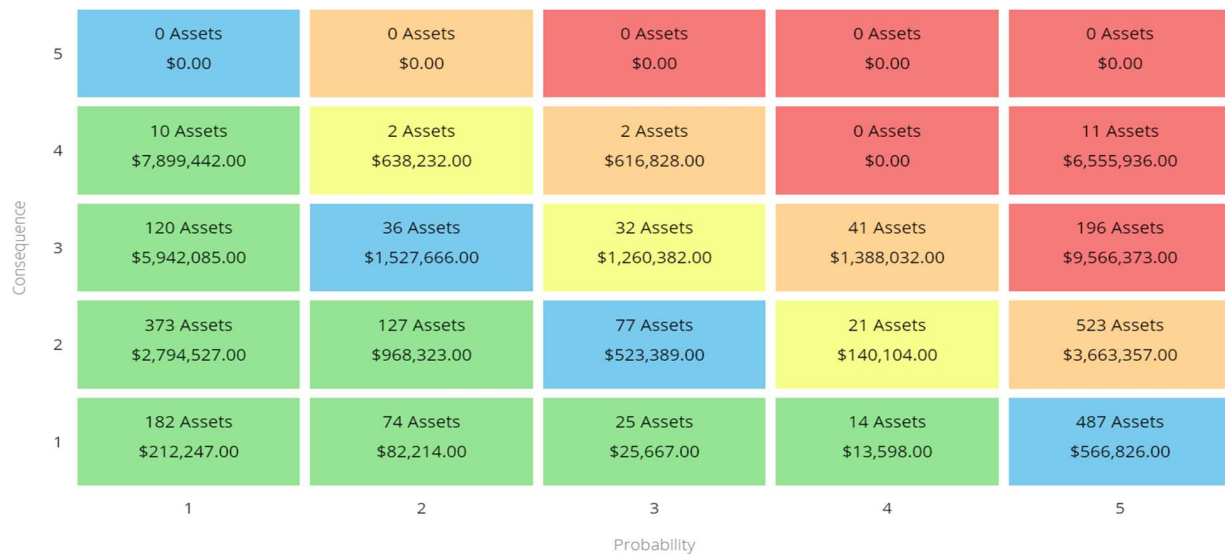 5
0 Assets
$0.00
0 Assets
$0.00
0 Assets
$0.00
0 Assets
$0.00
0 Assets
$0.00
4
10 Assets
$7,899,442.00
2 Assets
$638,232.00
2 Assets
$616,828.00
0 Assets
$0.00
11 Assets
$6,555,936.00
Consequence
3
120 Assets
$5,942,085.00
36 Assets
$1,527,666.00
32 Assets
$1,260,382.00
41 Assets
$1,388,032.00
196 Assets
$9,566,373.00
2
373 Assets
$2,794,527.00
127 Assets
$968,323.00
77 Assets
$523,389.00
21 Assets
$140,104.00
523 Assets
$3,663,357.00
1
182 Assets
$212,247.00
74 Assets
$82,214.00
25 Assets
$25,667.00
14 Assets
$13,598.00
487 Assets
$566,826.00
1
2
3
4
5
Probability